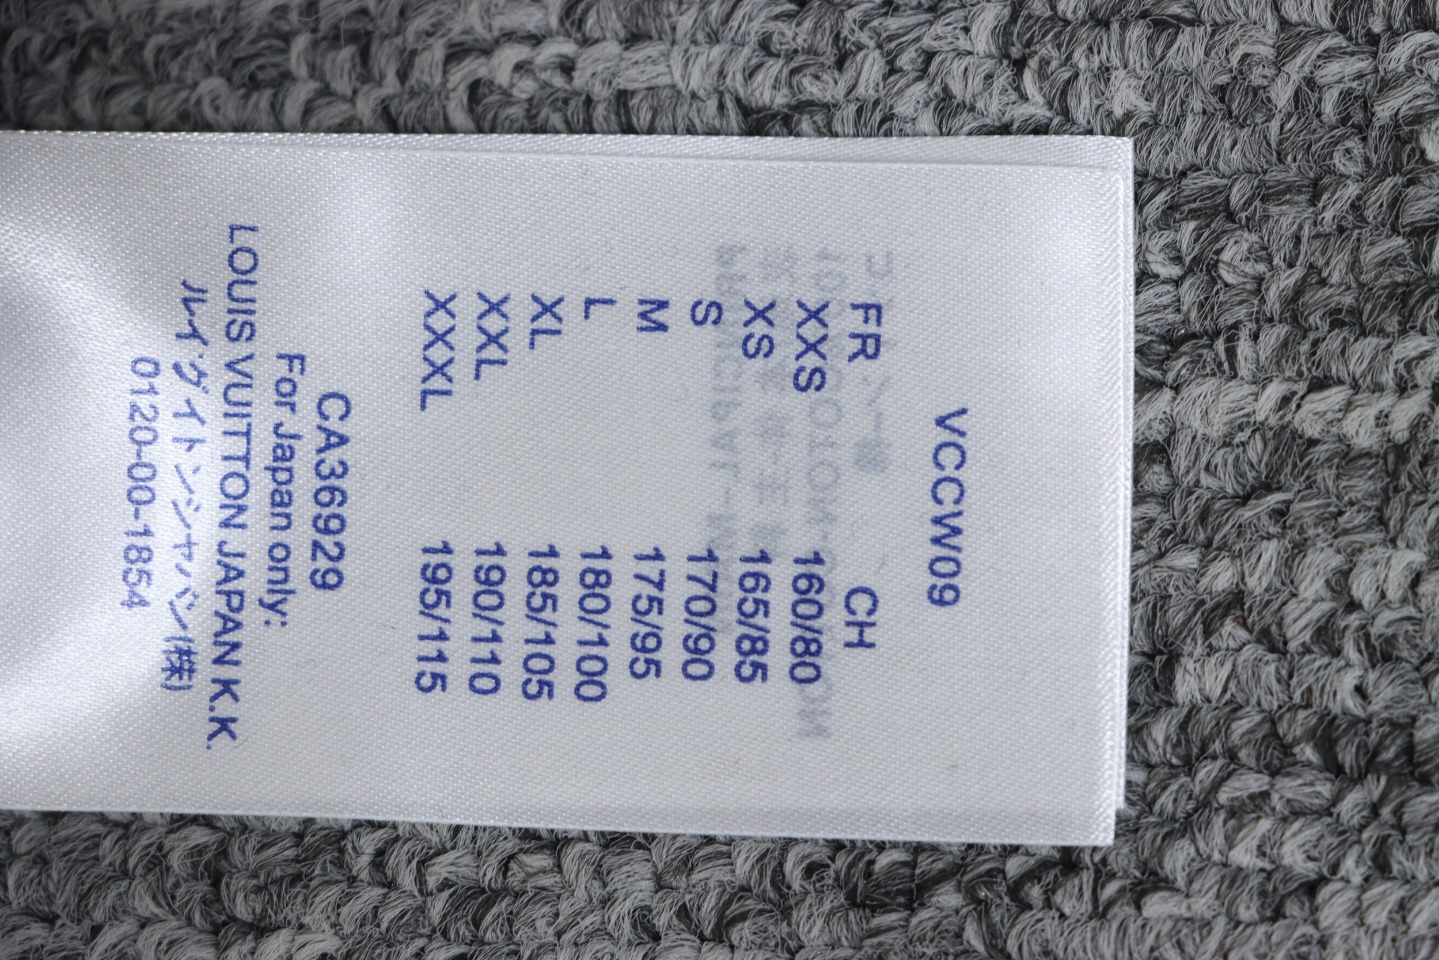 VCCW09
FR CH
XXS 160/80
XS 165/85
S 170/90
M 175/95
L 180/100
XL 185/105
XXL 190/110
XXXL 195/115
CA36929
For Japan only:
LOUIS VUITTON JAPAN K.K.
ルイ・ヴィトンジャパン(株)
0120-00-1854